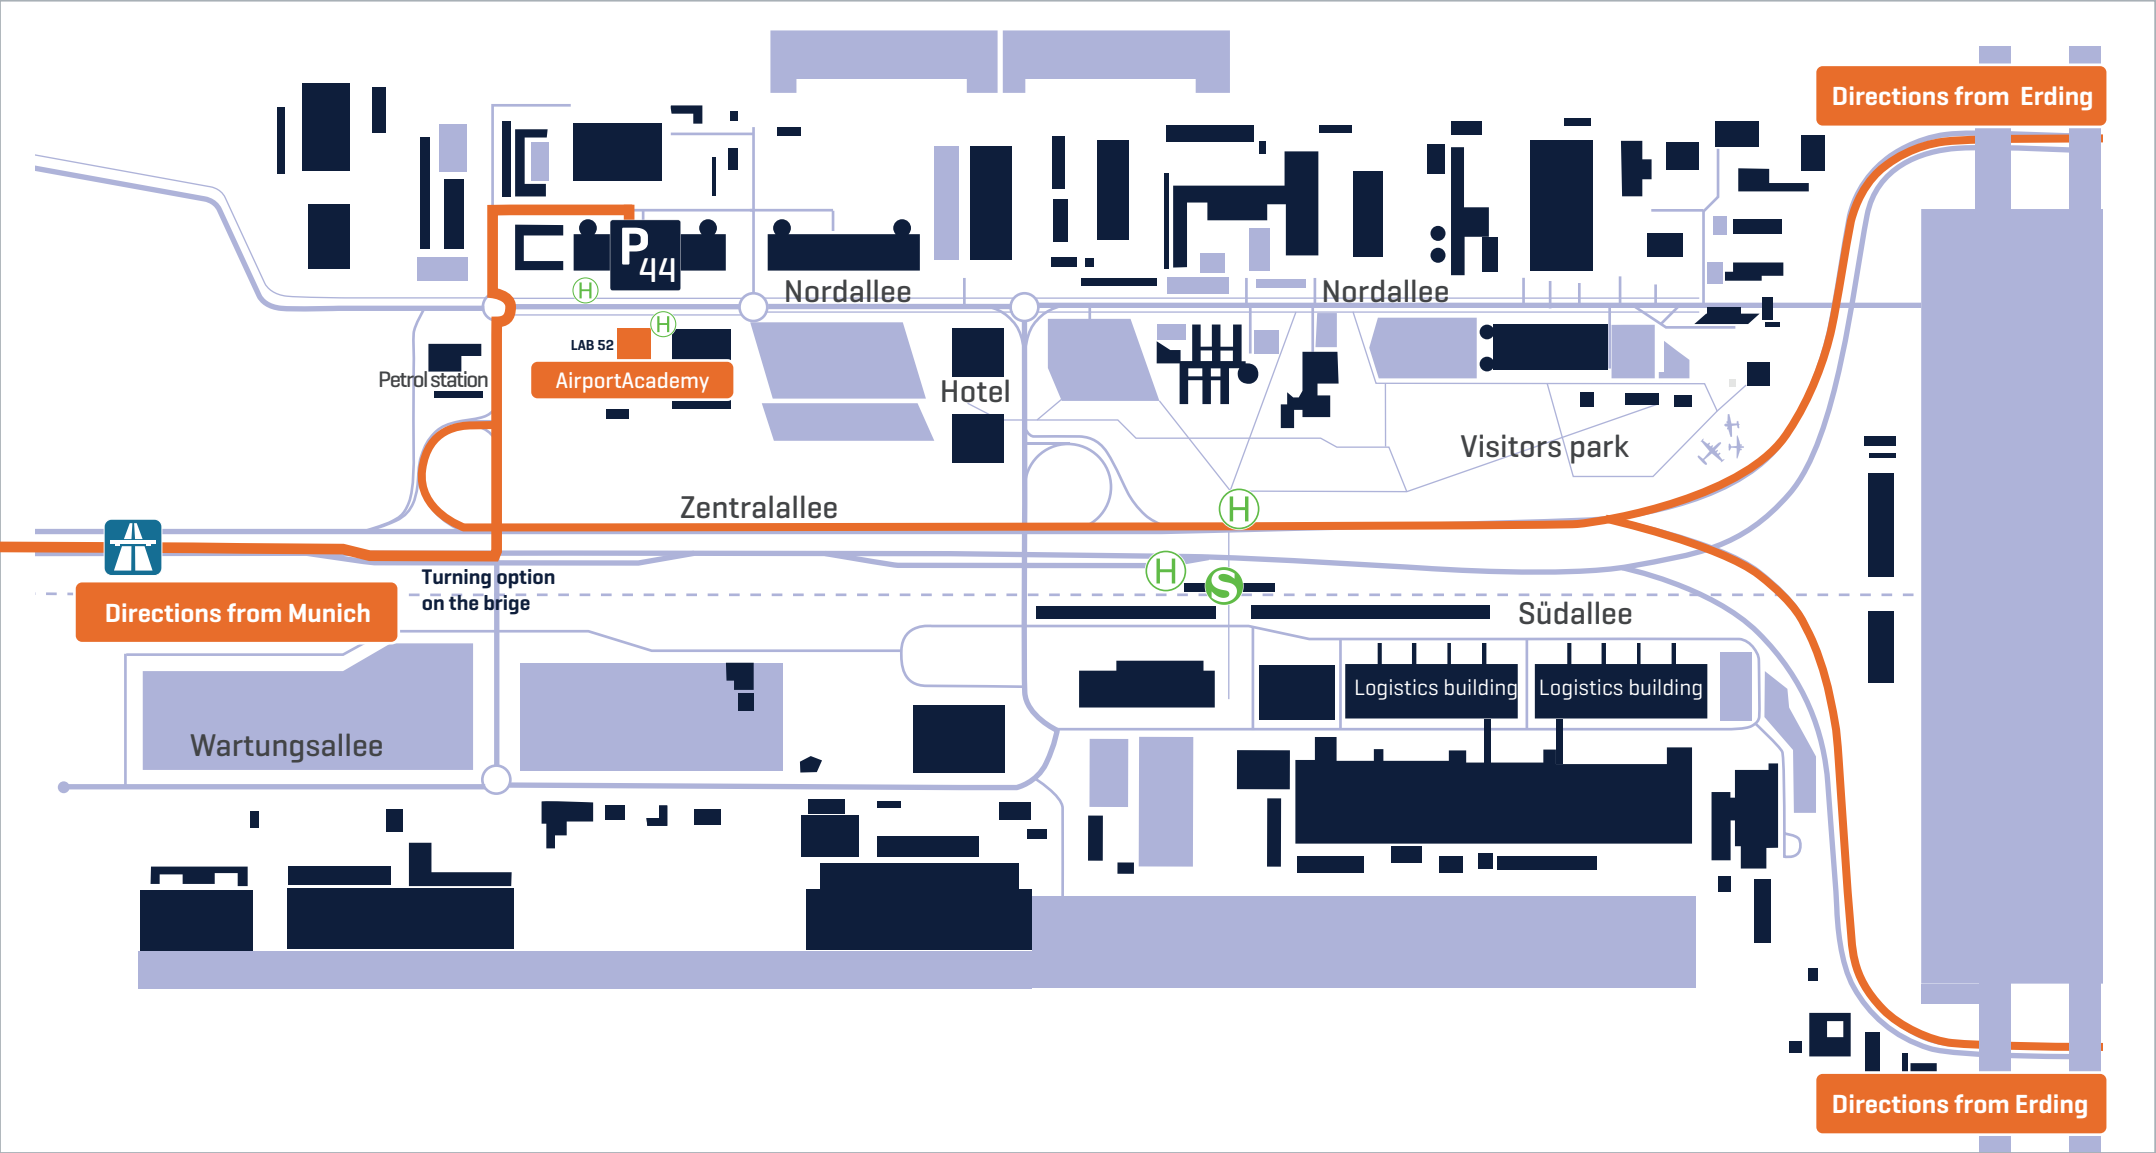 Directions from Erding
P
44
H
Nordallee
Nordallee
H
LAB 52
Petrol station
AirportAcademy
Hotel
Visitors park
Zentralallee
H
H
S
Turning option
on the brige
Directions from Munich
Südallee
Logistics building
Logistics building
Wartungsallee
Directions from Erding